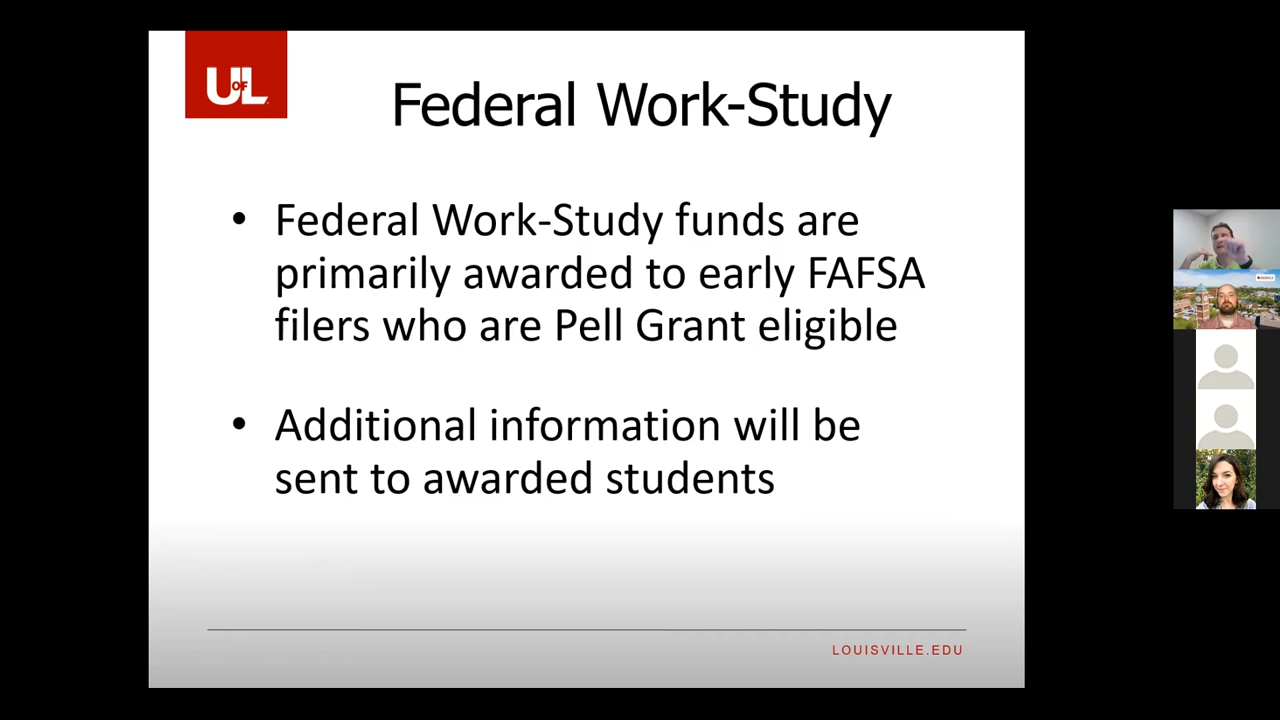 UOFL
Federal Work-Study
• Federal Work-Study funds are
primarily awarded to early FAFSA
filers who are Pell Grant eligible
• Additional information will be
sent to awarded students
LOUISVILLE.EDU